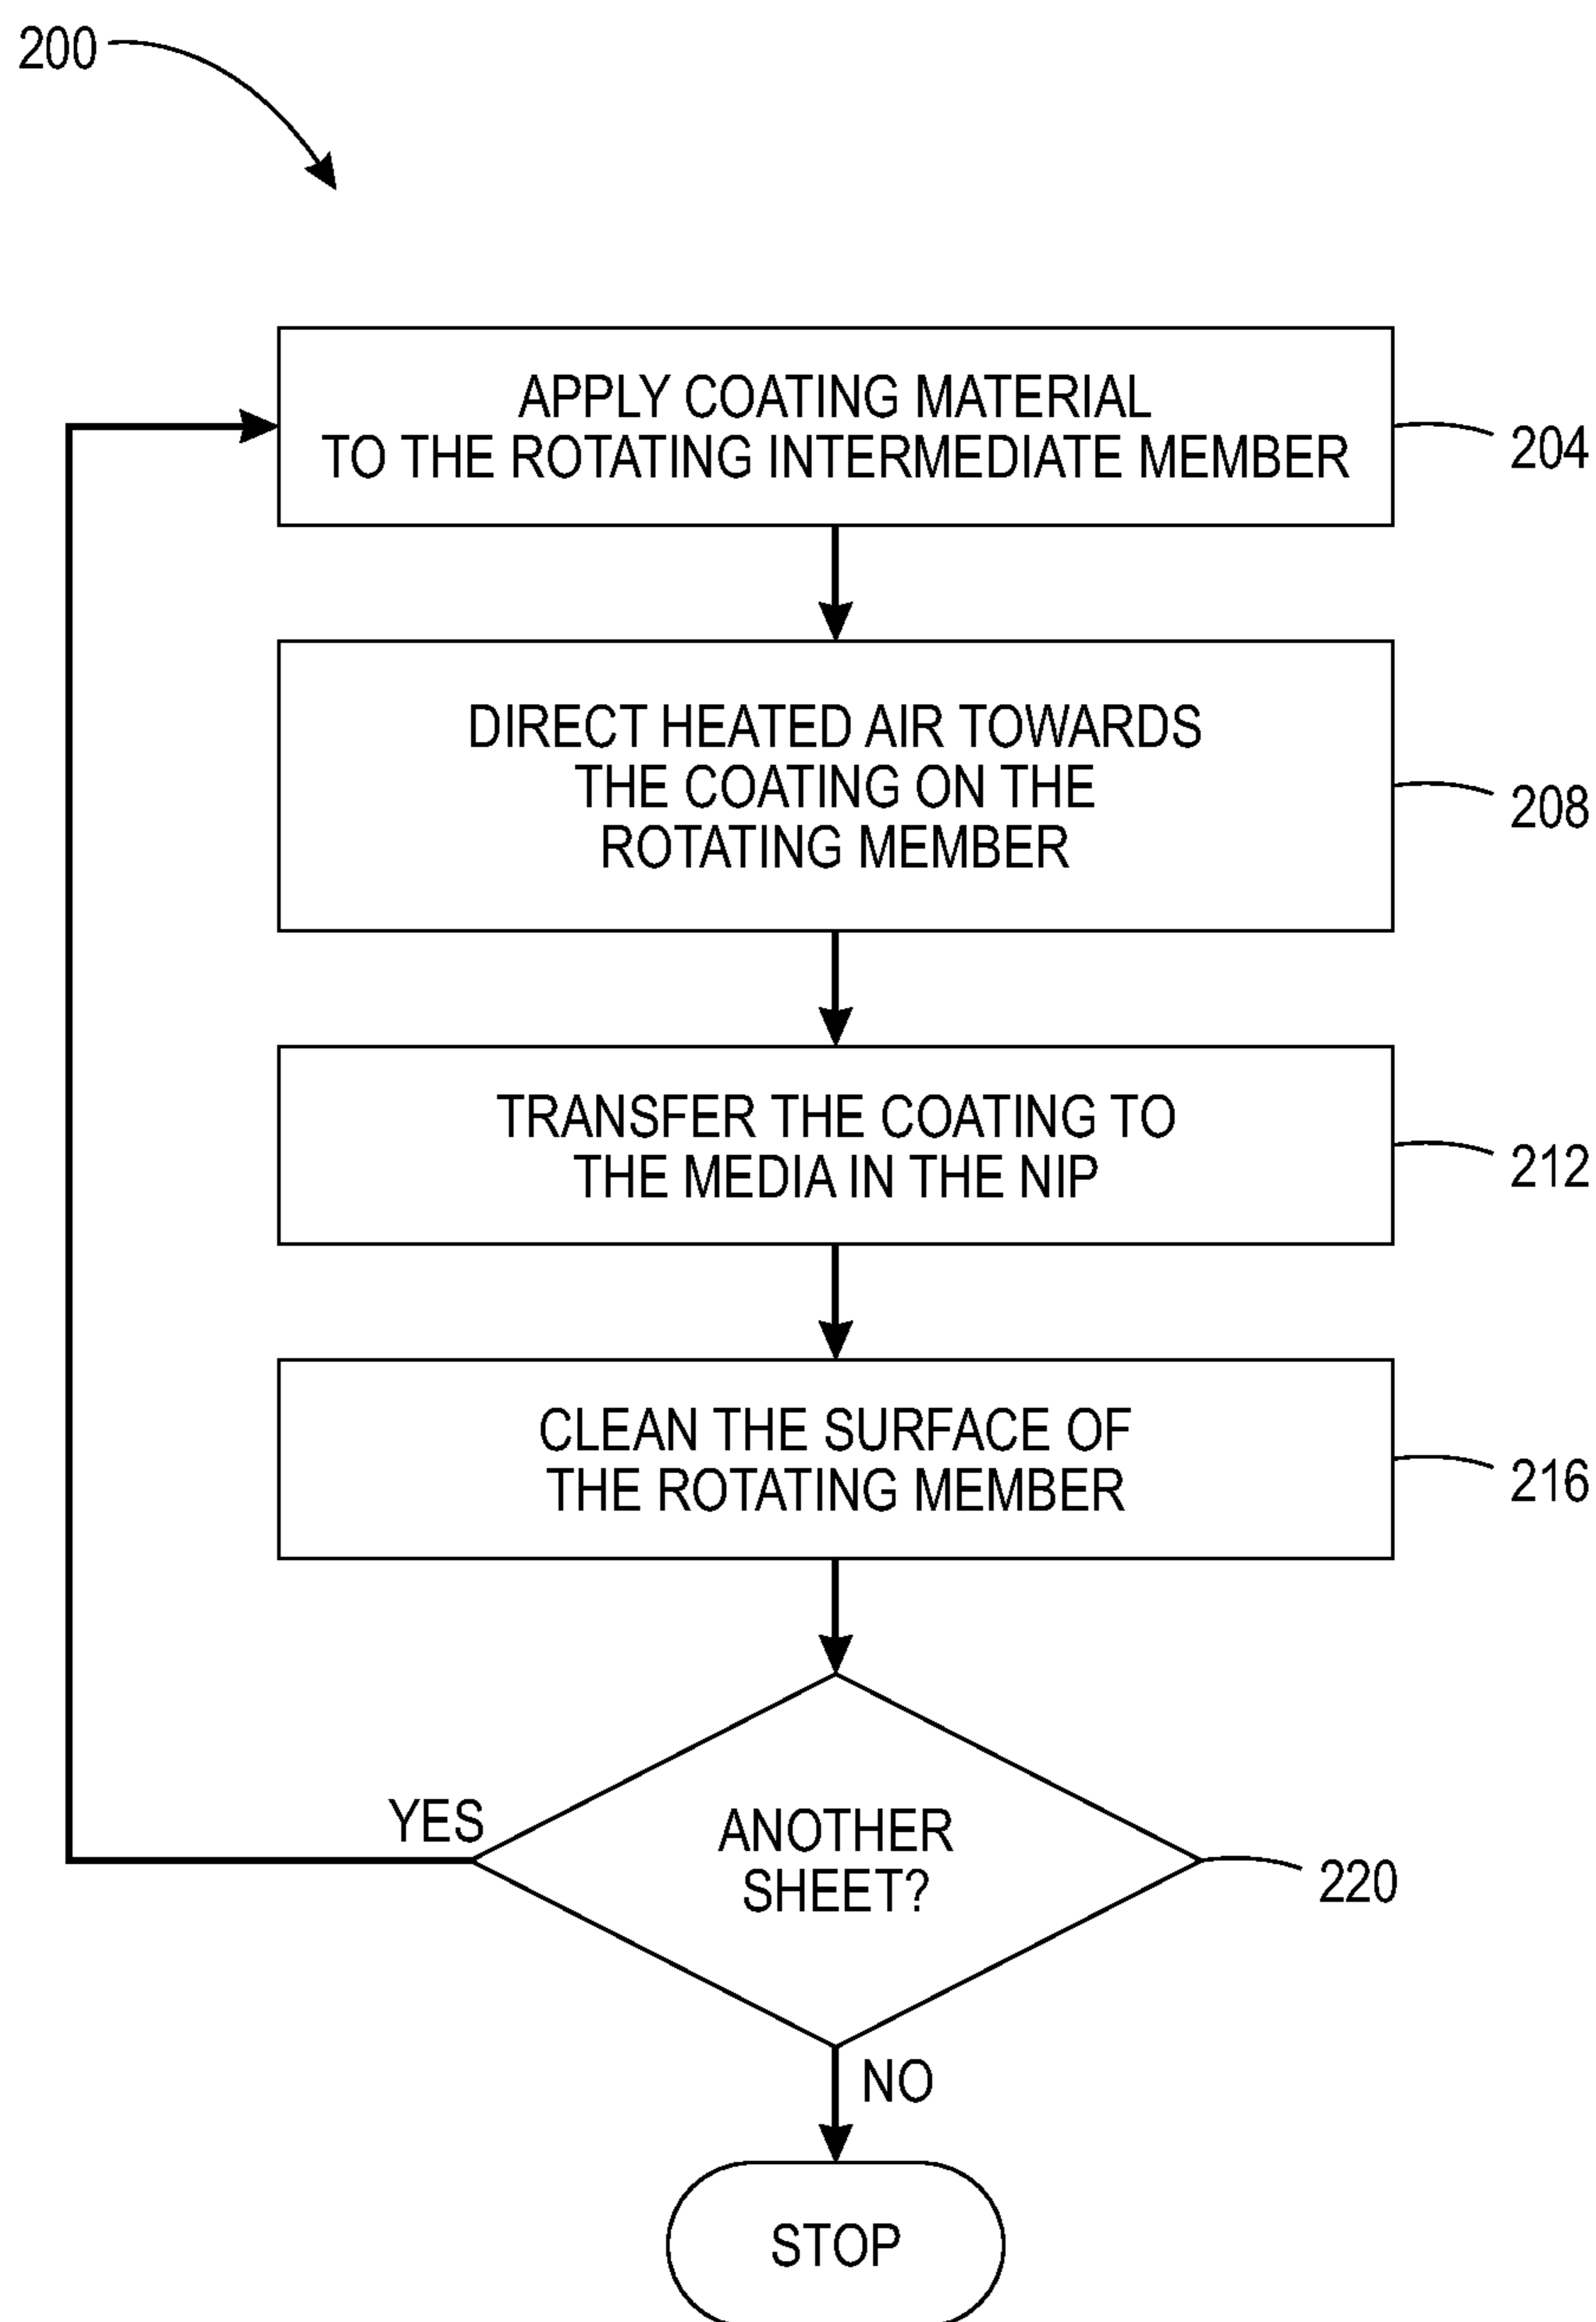 200
APPLY COATING MATERIAL
TO THE ROTATING INTERMEDIATE MEMBER
204
DIRECT HEATED AIR TOWARDS
THE COATING ON THE
ROTATING MEMBER
208
TRANSFER THE COATING TO
THE MEDIA IN THE NIP
212
CLEAN THE SURFACE OF
THE ROTATING MEMBER
216
YES
ANOTHER
SHEET?
220
NO
STOP